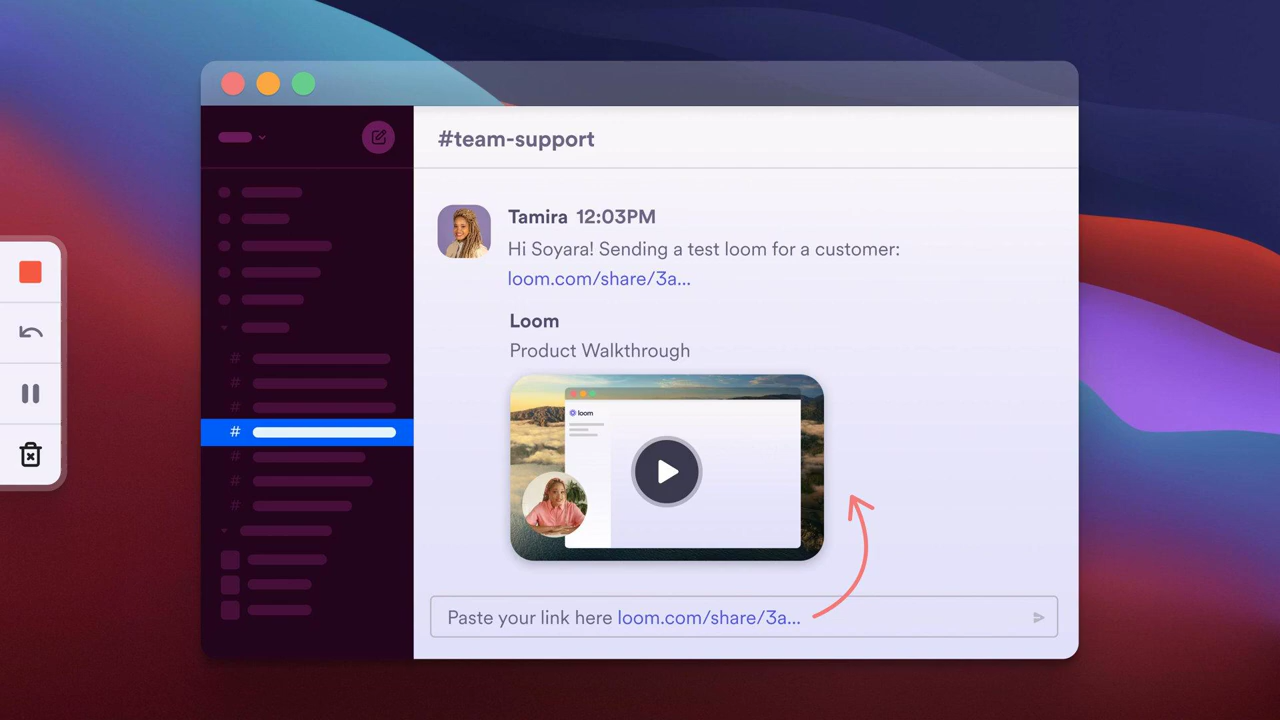 #team-support
Tamira 12:03PM
Hi Soyara! Sending a test loom for a customer:
loom.com/share/3a...
Loom
Product Walkthrough
loom
Paste your link here loom.com/share/3a...